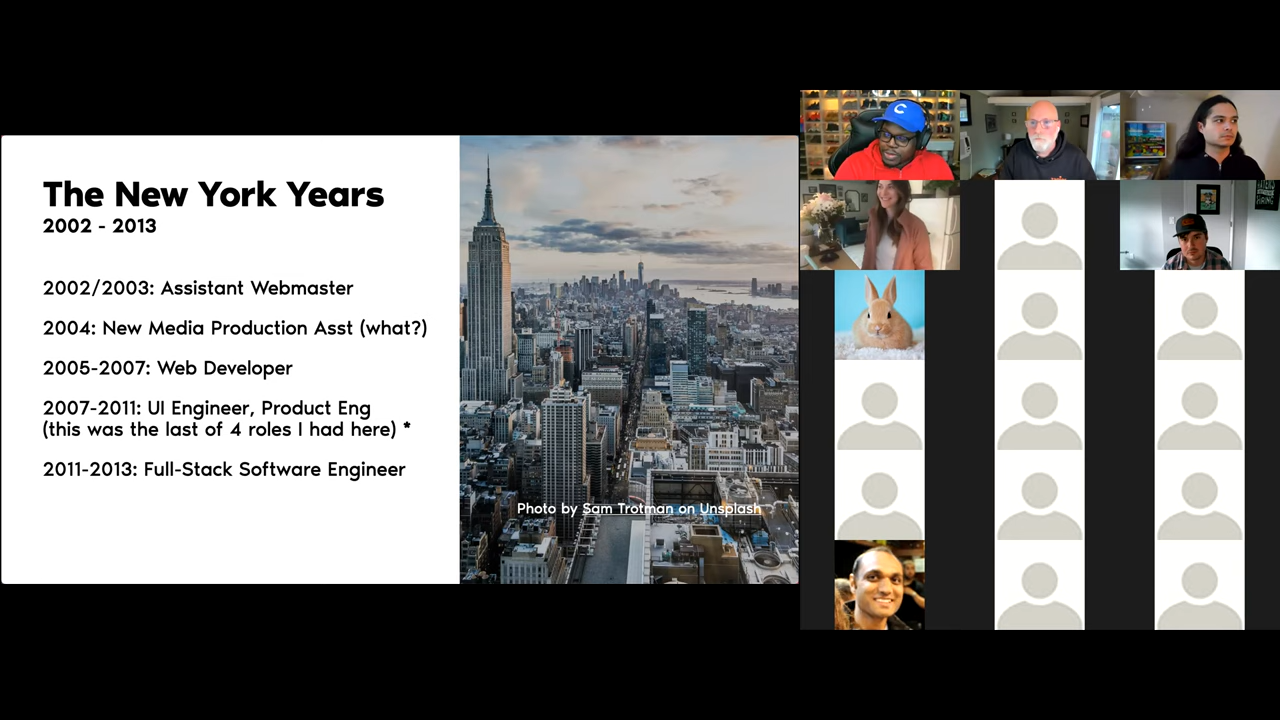 The New York Years
2002 - 2013
2002/2003: Assistant Webmaster
2004: New Media Production Asst (what?)
2005-2007: Web Developer
2007-2011: UI Engineer, Product Eng
(this was the last of 4 roles I had here) *
2011-2013: Full-Stack Software Engineer
Photo by Sam Trotman on Unsplash
C